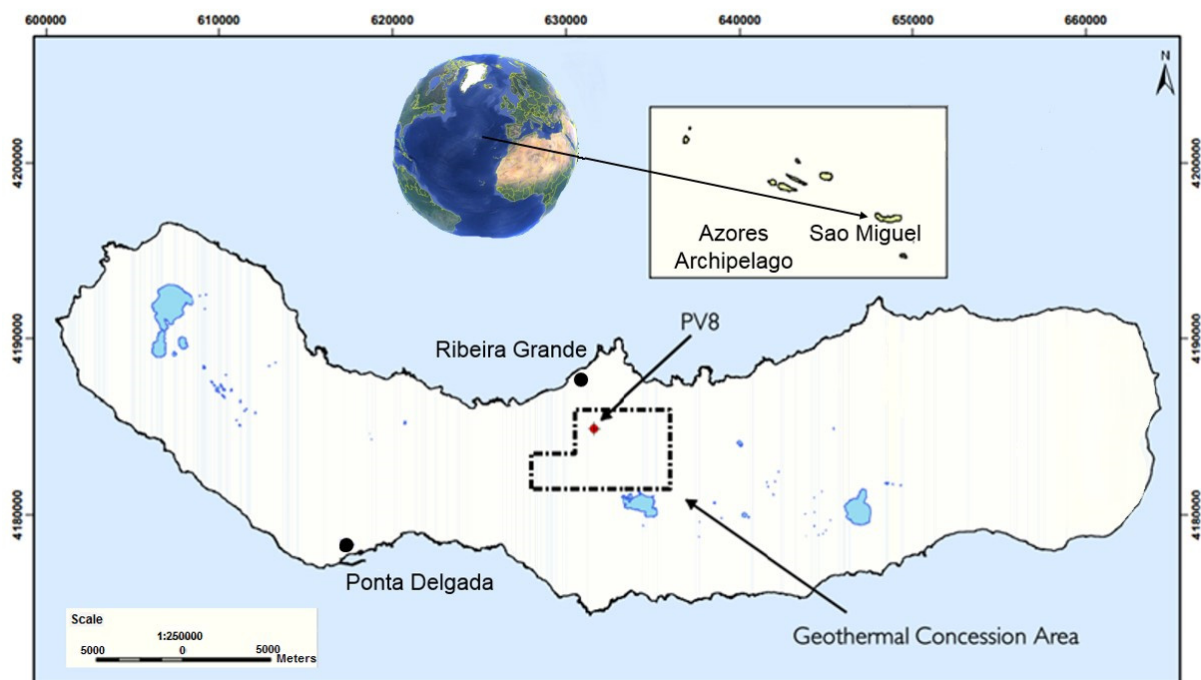 600000 610000 620000 630000 640000 650000 660000
N
4200000 4200000
Azores Sao Miguel
Archipelago
PV8
4190000 4190000
Ribeira Grande
4180000 4180000
Ponta Delgada
Geothermal Concession Area
Scale
1:250000
5000 0 5000
Meters